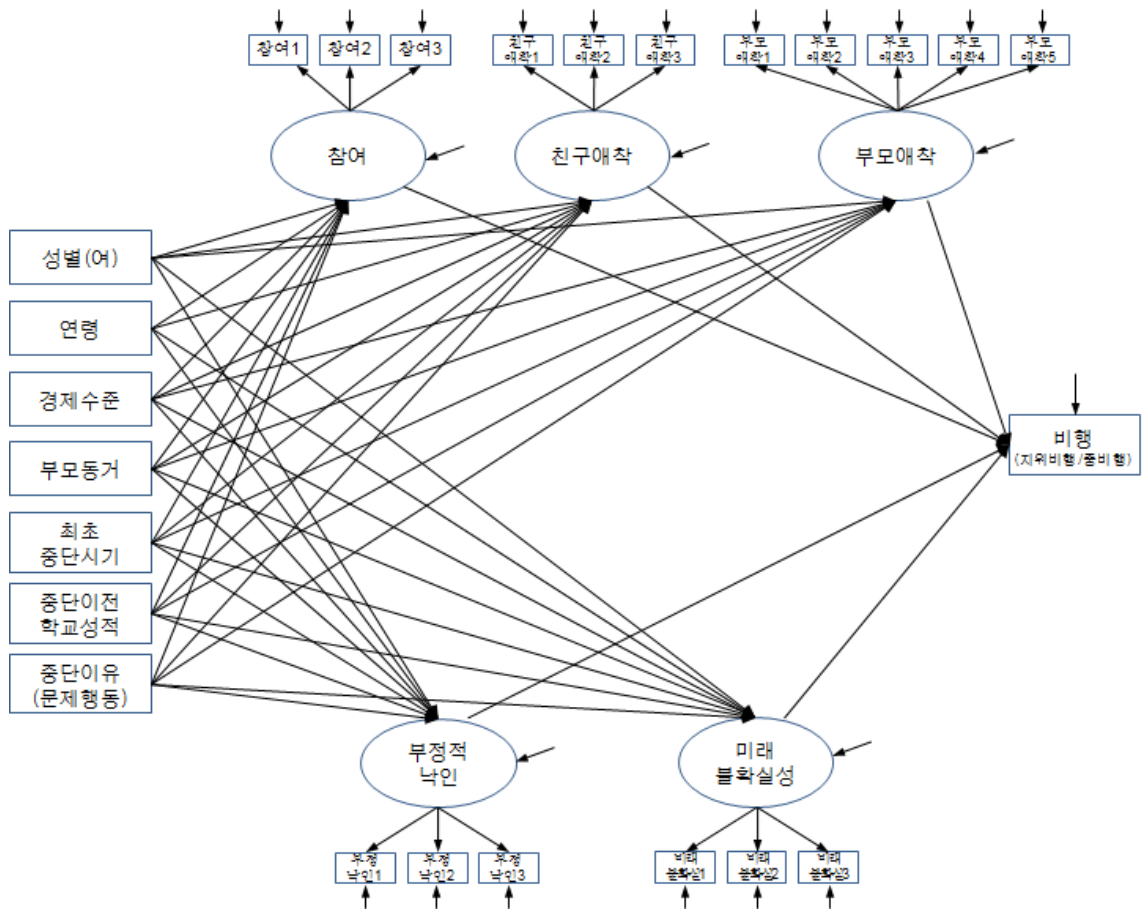 참여1
참여2
참여3
친구
애착1
친구
애착2
친구
애착3
부모
애착1
부모
애착2
부모
애착3
부모
애착4
부모
애착5
참여
친구애착
부모애착
성별(여)
연령
경제수준
부모동거
최초
중단시기
중단이전
학교성적
중단이유
(문제행동)
비행
(지위비행/중비행)
부정적
낙인
미래
불확실성
부정
낙인1
부정
낙인2
부정
낙인3
미래
불확실1
미래
불확실2
미래
불확실3